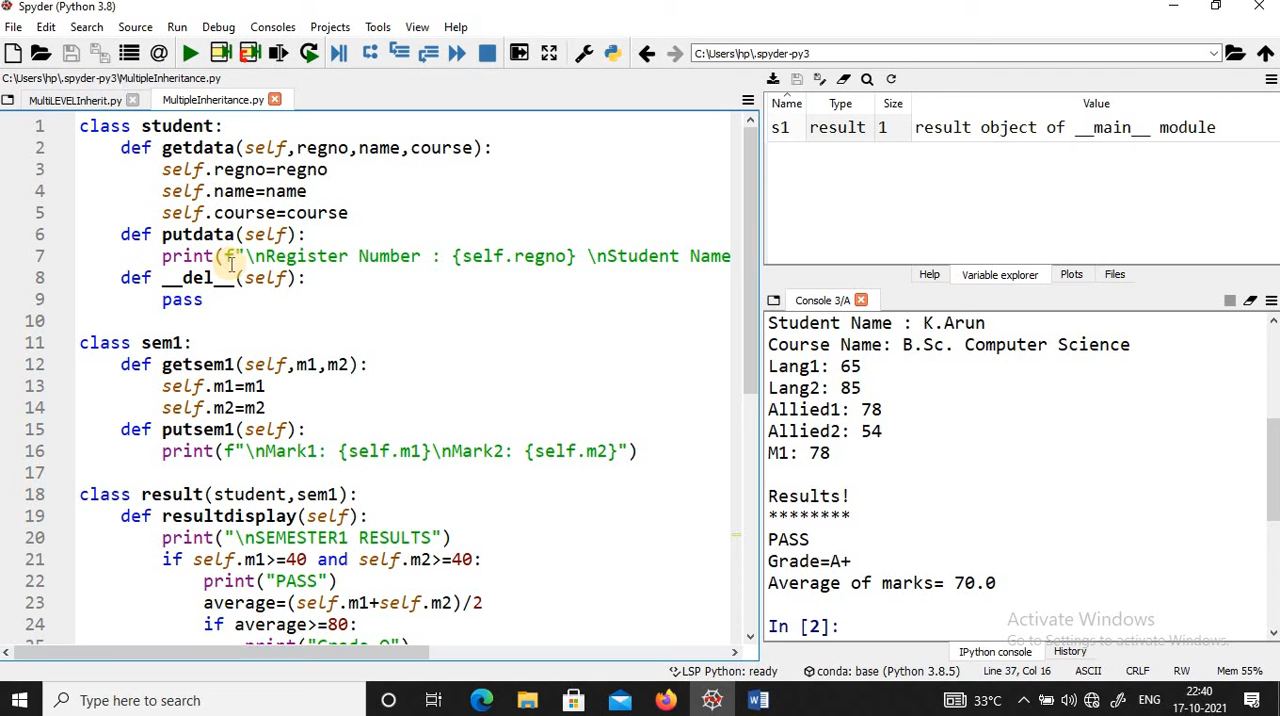 Spyder (Python 3.8)
File Edit Search Source Run Debug Consoles Projects Tools View Help
C:\Users\hp\.spyder-py3
C:\Users\hp\.spyder-py3\MultipleInheritance.py
MultiLEVELInherit.py MultipleInheritance.py
1 class student:
2 def getdata(self,regno,name,course):
3 self.regno=regno
4 self.name=name
5 self.course=course
6 def putdata(self):
7 print(f"\nRegister Number : {self.regno} \nStudent Name
8 def __del__(self):
9 pass
10
11 class sem1:
12 def getsem1(self,m1,m2):
13 self.m1=m1
14 self.m2=m2
15 def putsem1(self):
16 print(f"\nMark1: {self.m1}\nMark2: {self.m2}")
17
18 class result(student,sem1):
19 def resultdisplay(self):
20 print("\nSEMESTER1 RESULTS")
21 if self.m1>=40 and self.m2>=40:
22 print("PASS")
23 average=(self.m1+self.m2)/2
24 if average>=80:
25 print("Grade O")
Name Type Size Value
s1 result 1 result object of __main__ module
Help Variable explorer Plots Files
Console 3/A
Student Name : K.Arun
Course Name: B.Sc. Computer Science
Lang1: 65
Lang2: 85
Allied1: 78
Allied2: 54
M1: 78
Results!
********
PASS
Grade=A+
Average of marks= 70.0
In [2]:
Activate Windows
Go to Settings to activate Windows.
IPython console History
LSP Python: ready conda: base (Python 3.8.5) Line 37, Col 16 ASCII CRLF RW Mem 55%
Type here to search
33°C ENG 22:40
17-10-2021